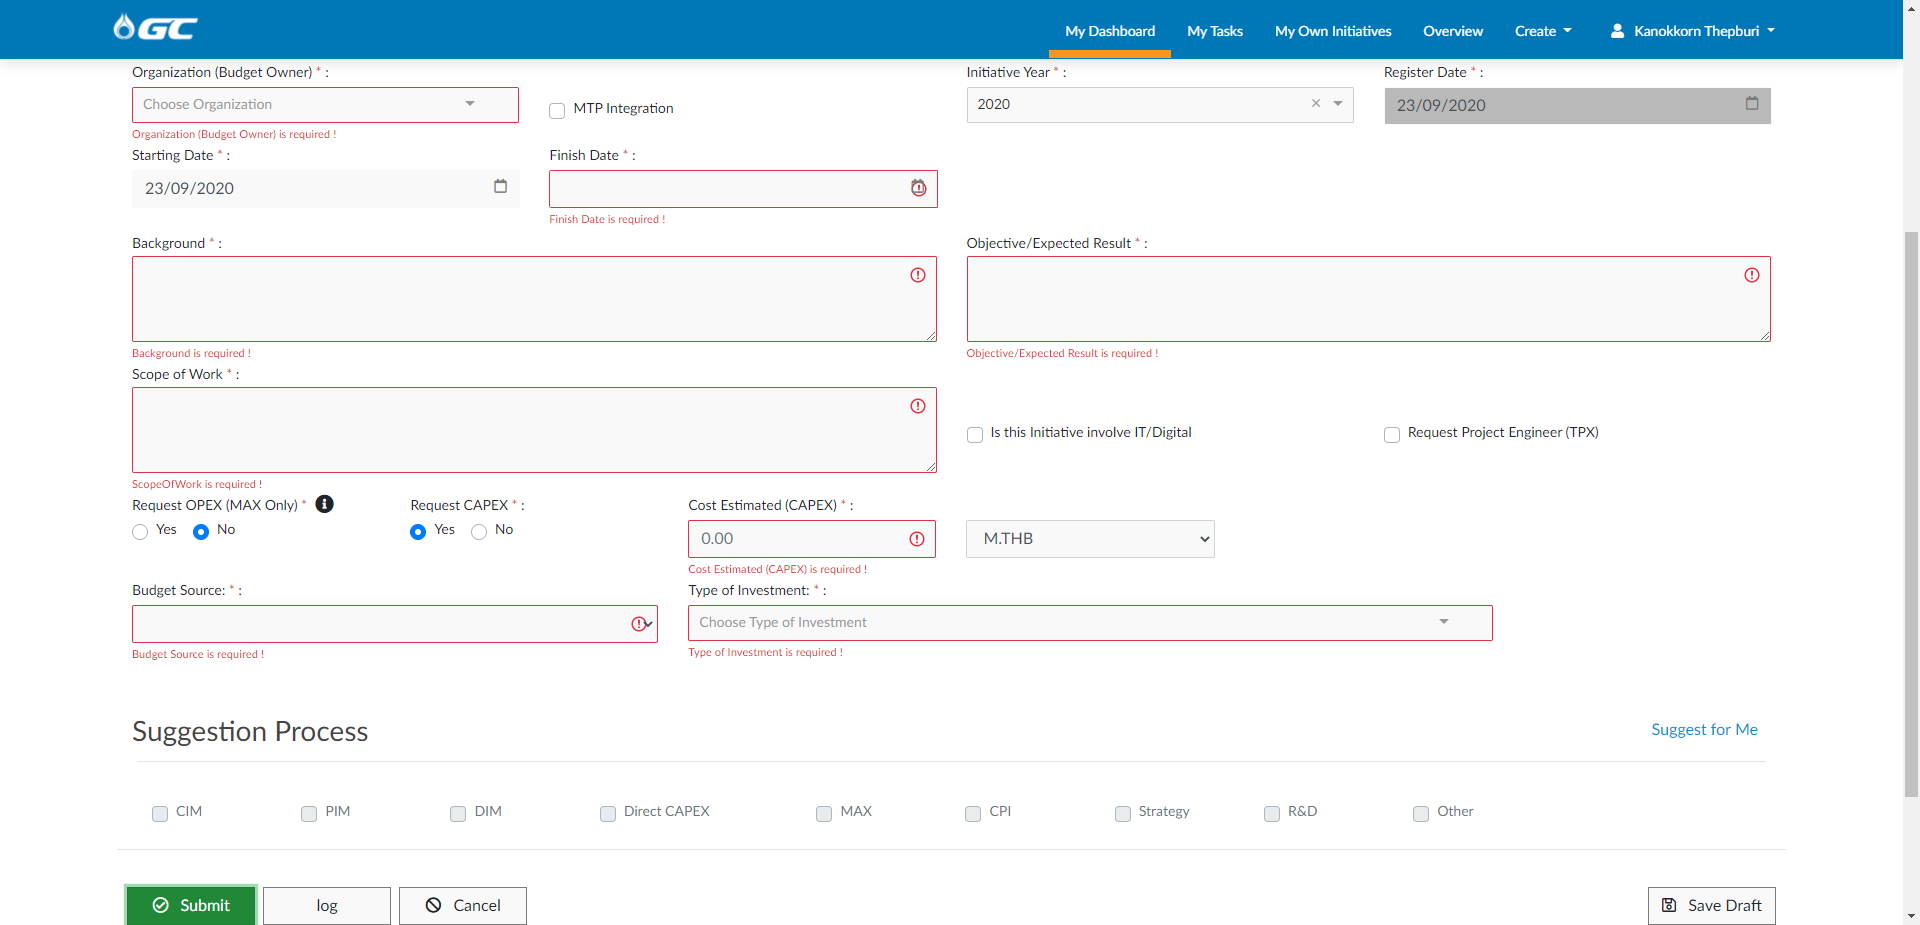 GC
My Dashboard My Tasks My Own Initiatives Overview Create Kanokkorn Thepburi
Organization (Budget Owner) * : Initiative Year * : Register Date * :
Choose Organization MTP Integration 2020 × 23/09/2020
Organization (Budget Owner) is required !
Starting Date * : Finish Date * :
23/09/2020
Finish Date is required !
Background * : Objective/Expected Result * :
Background is required ! Objective/Expected Result is required !
Scope of Work * :
Is this Initiative involve IT/Digital Request Project Engineer (TPX)
ScopeOfWork is required !
Request OPEX (MAX Only) * Request CAPEX * : Cost Estimated (CAPEX) * :
Yes No Yes No 0.00 M.THB
Cost Estimated (CAPEX) is required !
Budget Source: * : Type of Investment: * :
Choose Type of Investment
Budget Source is required ! Type of Investment is required !
Suggestion Process Suggest for Me
CIM PIM DIM Direct CAPEX MAX CPI Strategy R&D Other
Submit log Cancel Save Draft